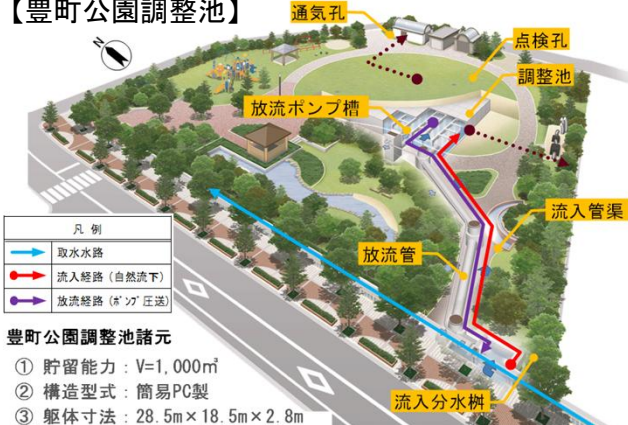 【豊町公園調整池】
通気孔
点検孔
調整池
放流ポンプ槽
流入管渠
放流管
流入分水桝
N
凡 例
取水水路
流入経路（自然流下）
放流経路（ポンプ圧送）
豊町公園調整池諸元
① 貯留能力：V=1,000㎥
② 構造型式：簡易PC製
③ 躯体寸法：28.5m×18.5m×2.8m